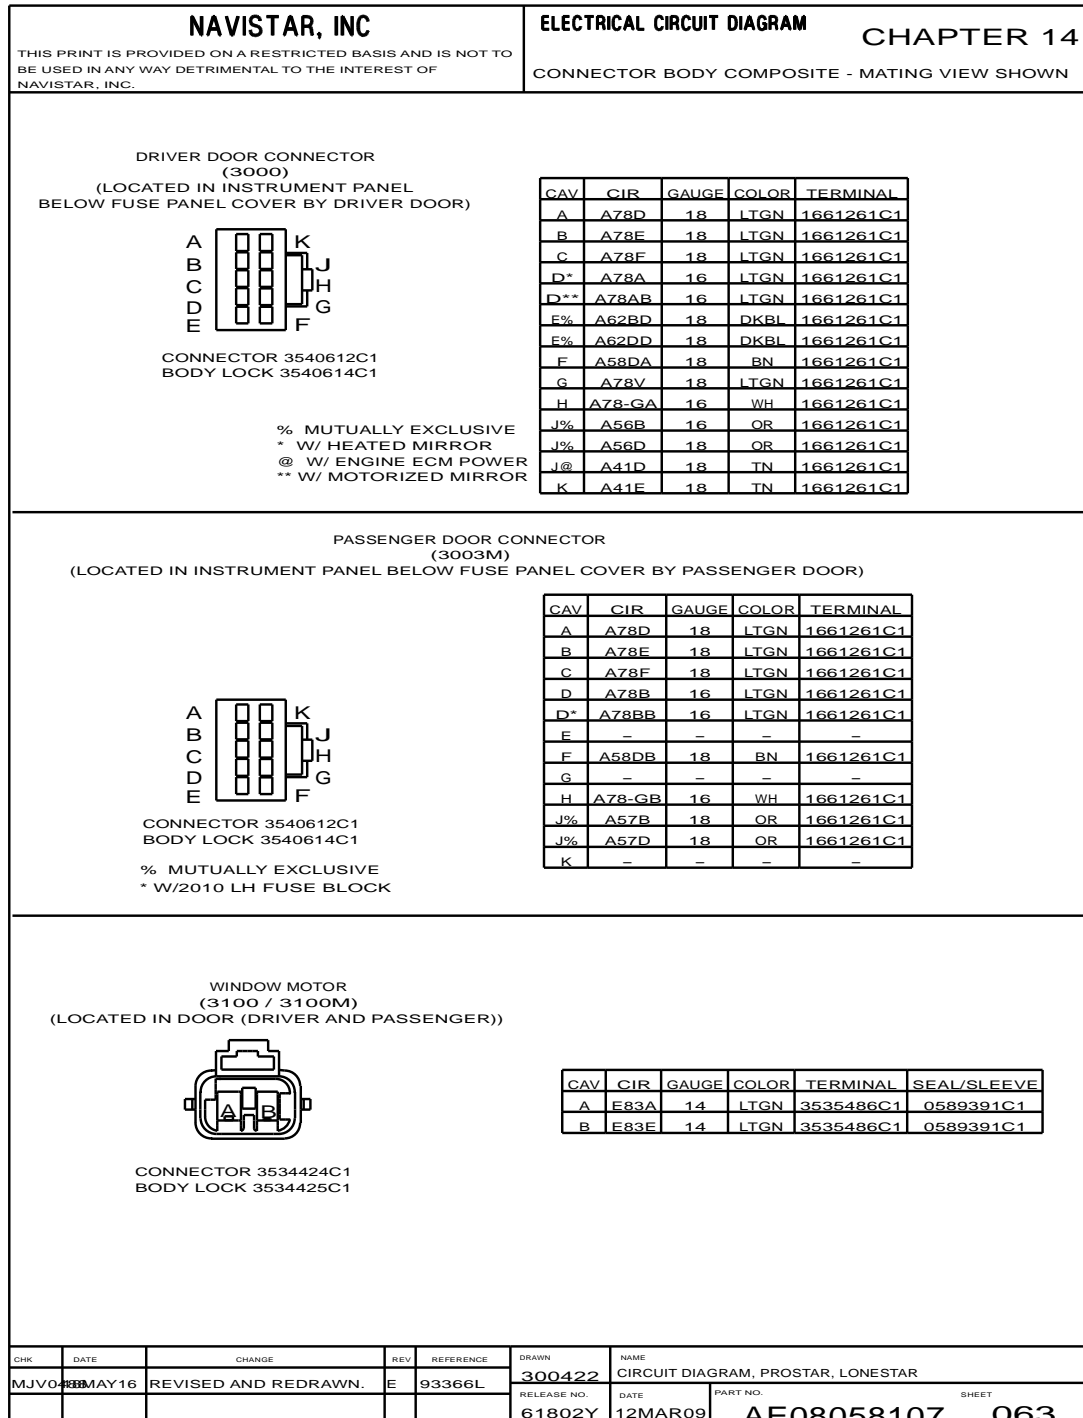 NAVISTAR, INC
THIS PRINT IS PROVIDED ON A RESTRICTED BASIS AND IS NOT TO
BE USED IN ANY WAY DETRIMENTAL TO THE INTEREST OF
NAVISTAR, INC.
ELECTRICAL CIRCUIT DIAGRAM
CHAPTER 14
CONNECTOR BODY COMPOSITE - MATING VIEW SHOWN
DRIVER DOOR CONNECTOR
(3000)
(LOCATED IN INSTRUMENT PANEL
BELOW FUSE PANEL COVER BY DRIVER DOOR)
A K
B J
C H
D G
E F
CONNECTOR 3540612C1
BODY LOCK 3540614C1
% MUTUALLY EXCLUSIVE
* W/ HEATED MIRROR
@ W/ ENGINE ECM POWER
** W/ MOTORIZED MIRROR
CAV CIR GAUGE COLOR TERMINAL
A A78D 18 LTGN 1661261C1
B A78E 18 LTGN 1661261C1
C A78F 18 LTGN 1661261C1
D* A78A 16 LTGN 1661261C1
D** A78AB 16 LTGN 1661261C1
E% A62BD 18 DKBL 1661261C1
E% A62DD 18 DKBL 1661261C1
F A58DA 18 BN 1661261C1
G A78V 18 LTGN 1661261C1
H A78-GA 16 WH 1661261C1
J% A56B 16 OR 1661261C1
J% A56D 18 OR 1661261C1
J@ A41D 18 TN 1661261C1
K A41E 18 TN 1661261C1
PASSENGER DOOR CONNECTOR
(3003M)
(LOCATED IN INSTRUMENT PANEL BELOW FUSE PANEL COVER BY PASSENGER DOOR)
A K
B J
C H
D G
E F
CONNECTOR 3540612C1
BODY LOCK 3540614C1
% MUTUALLY EXCLUSIVE
* W/2010 LH FUSE BLOCK
CAV CIR GAUGE COLOR TERMINAL
A A78D 18 LTGN 1661261C1
B A78E 18 LTGN 1661261C1
C A78F 18 LTGN 1661261C1
D A78B 16 LTGN 1661261C1
D* A78BB 16 LTGN 1661261C1
E – – – –
F A58DB 18 BN 1661261C1
G – – – –
H A78-GB 16 WH 1661261C1
J% A57B 18 OR 1661261C1
J% A57D 18 OR 1661261C1
K – – – –
WINDOW MOTOR
(3100 / 3100M)
(LOCATED IN DOOR (DRIVER AND PASSENGER))
A B
CONNECTOR 3534424C1
BODY LOCK 3534425C1
CAV CIR GAUGE COLOR TERMINAL SEAL/SLEEVE
A E83A 14 LTGN 3535486C1 0589391C1
B E83E 14 LTGN 3535486C1 0589391C1
CHK DATE CHANGE REV REFERENCE
REVISED AND REDRAWN. E 93366L
DRAWN
300422
NAME
CIRCUIT DIAGRAM, PROSTAR, LONESTAR
RELEASE NO.
61802Y
DATE
12MAR09
PART NO.
AE08058107
SHEET
063